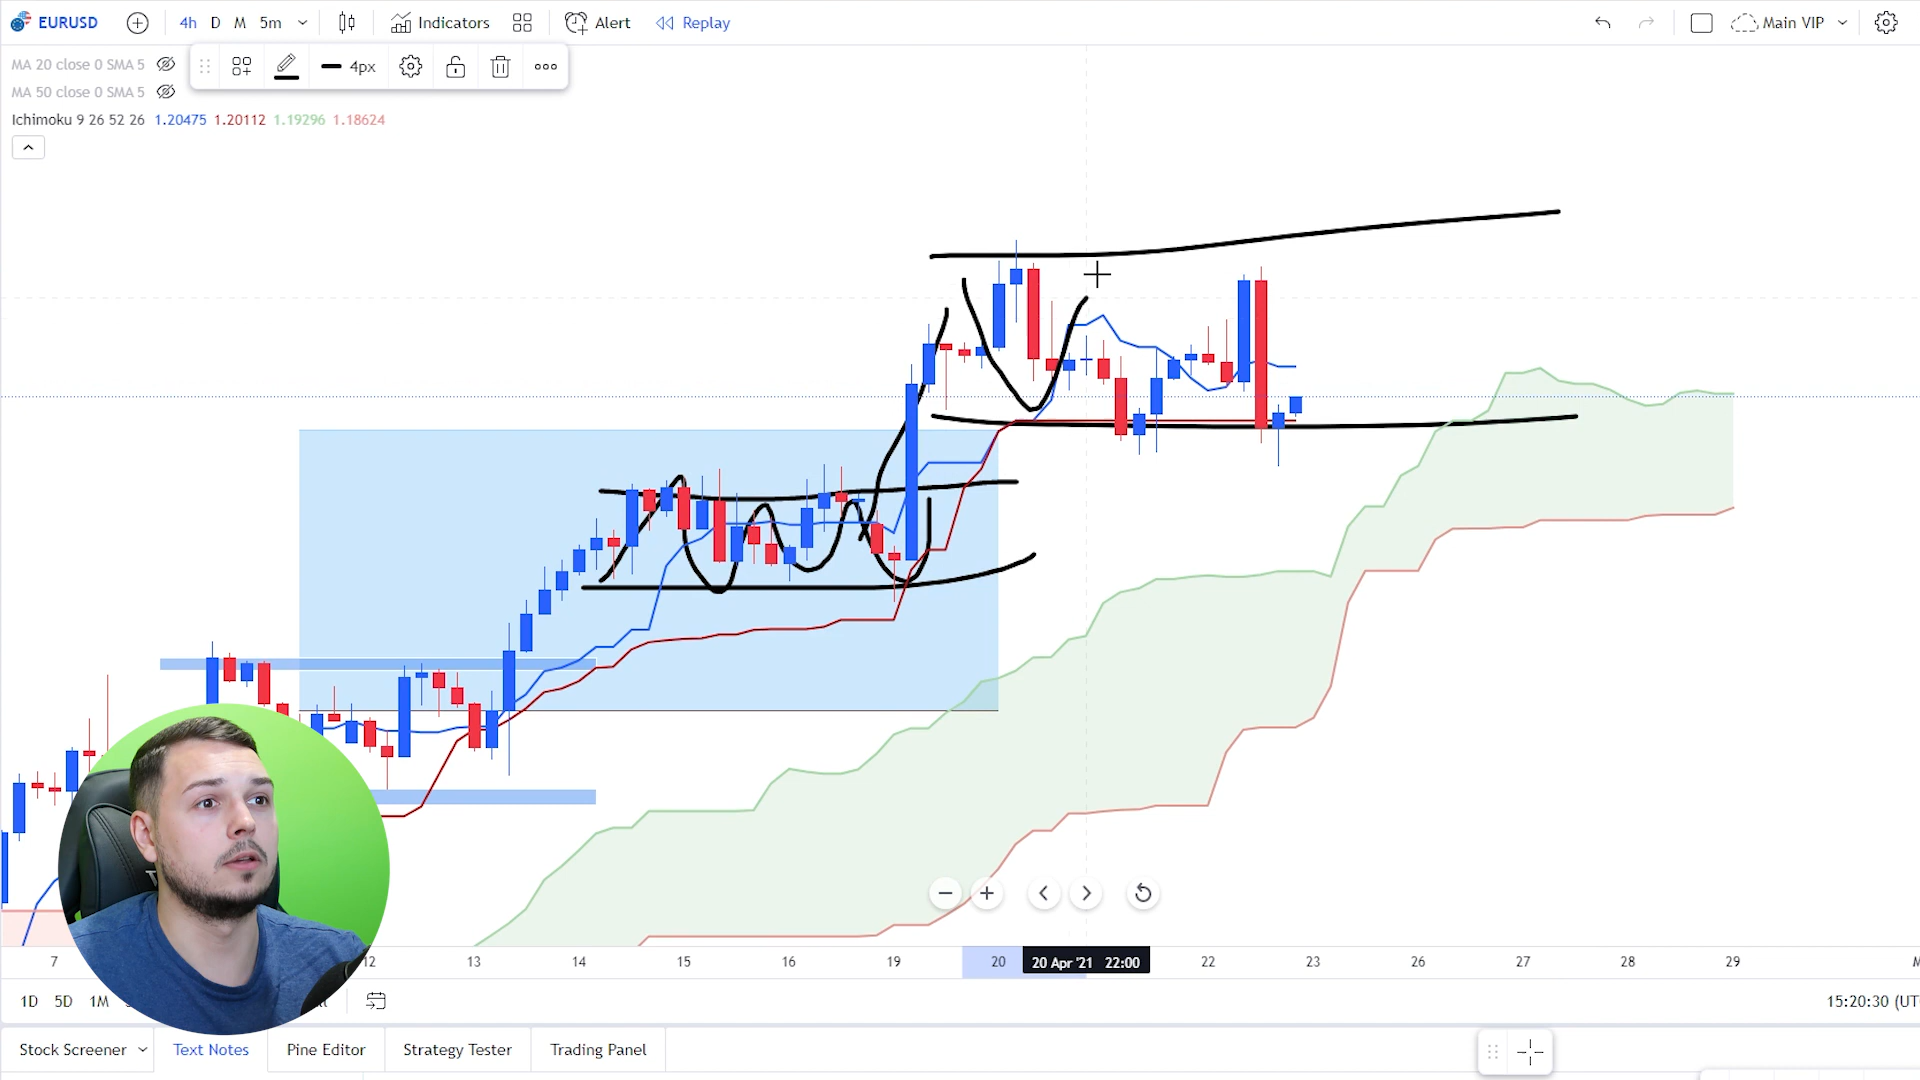 EURUSD 4h D M 5m Indicators Alert Replay Main VIP
MA 20 close 0 SMA 5
4px
MA 50 close 0 SMA 5
Ichimoku 9 26 52 26 1.20475 1.20112 1.19296 1.18624
7 12 13 14 15 16 19 20 20 Apr '21 22:00 22 23 26 27 28 29
1D 5D 1M 15:20:30 (UT
Stock Screener Text Notes Pine Editor Strategy Tester Trading Panel